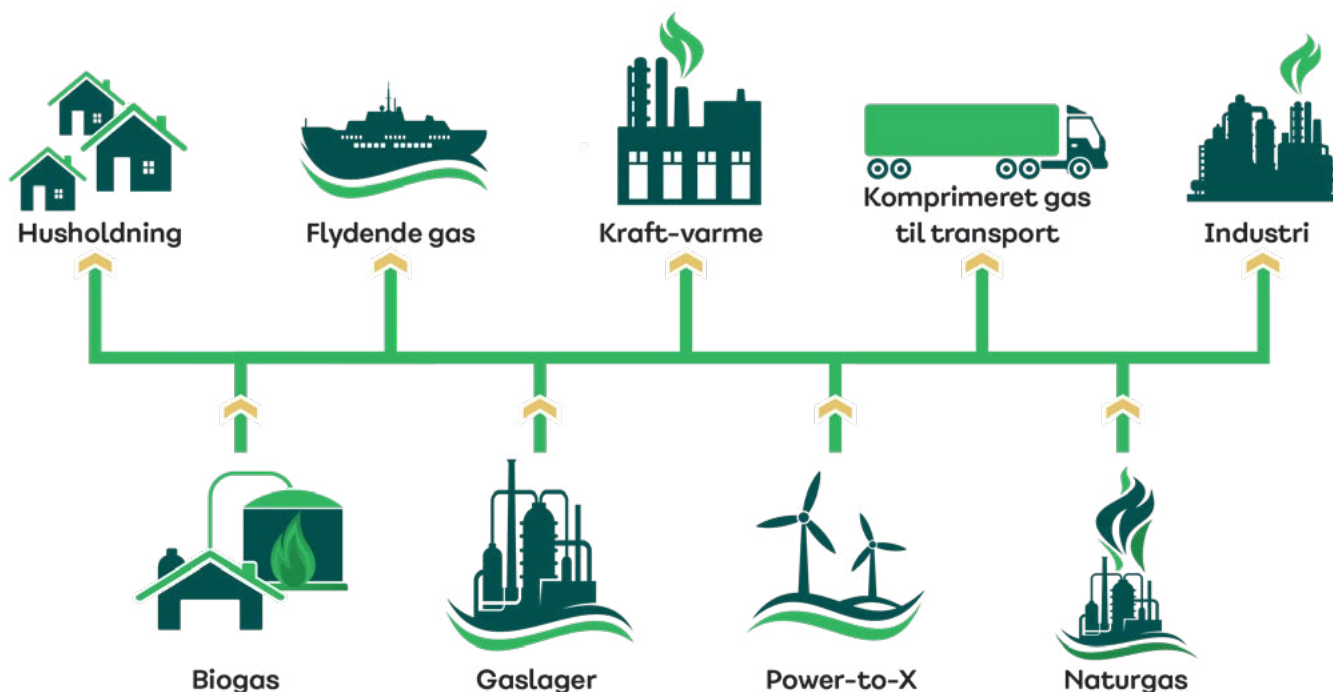 Husholdning
Flydende gas
Kraft-varme
Komprimeret gas
til transport
Industri
Biogas
Gaslager
Power-to-X
Naturgas